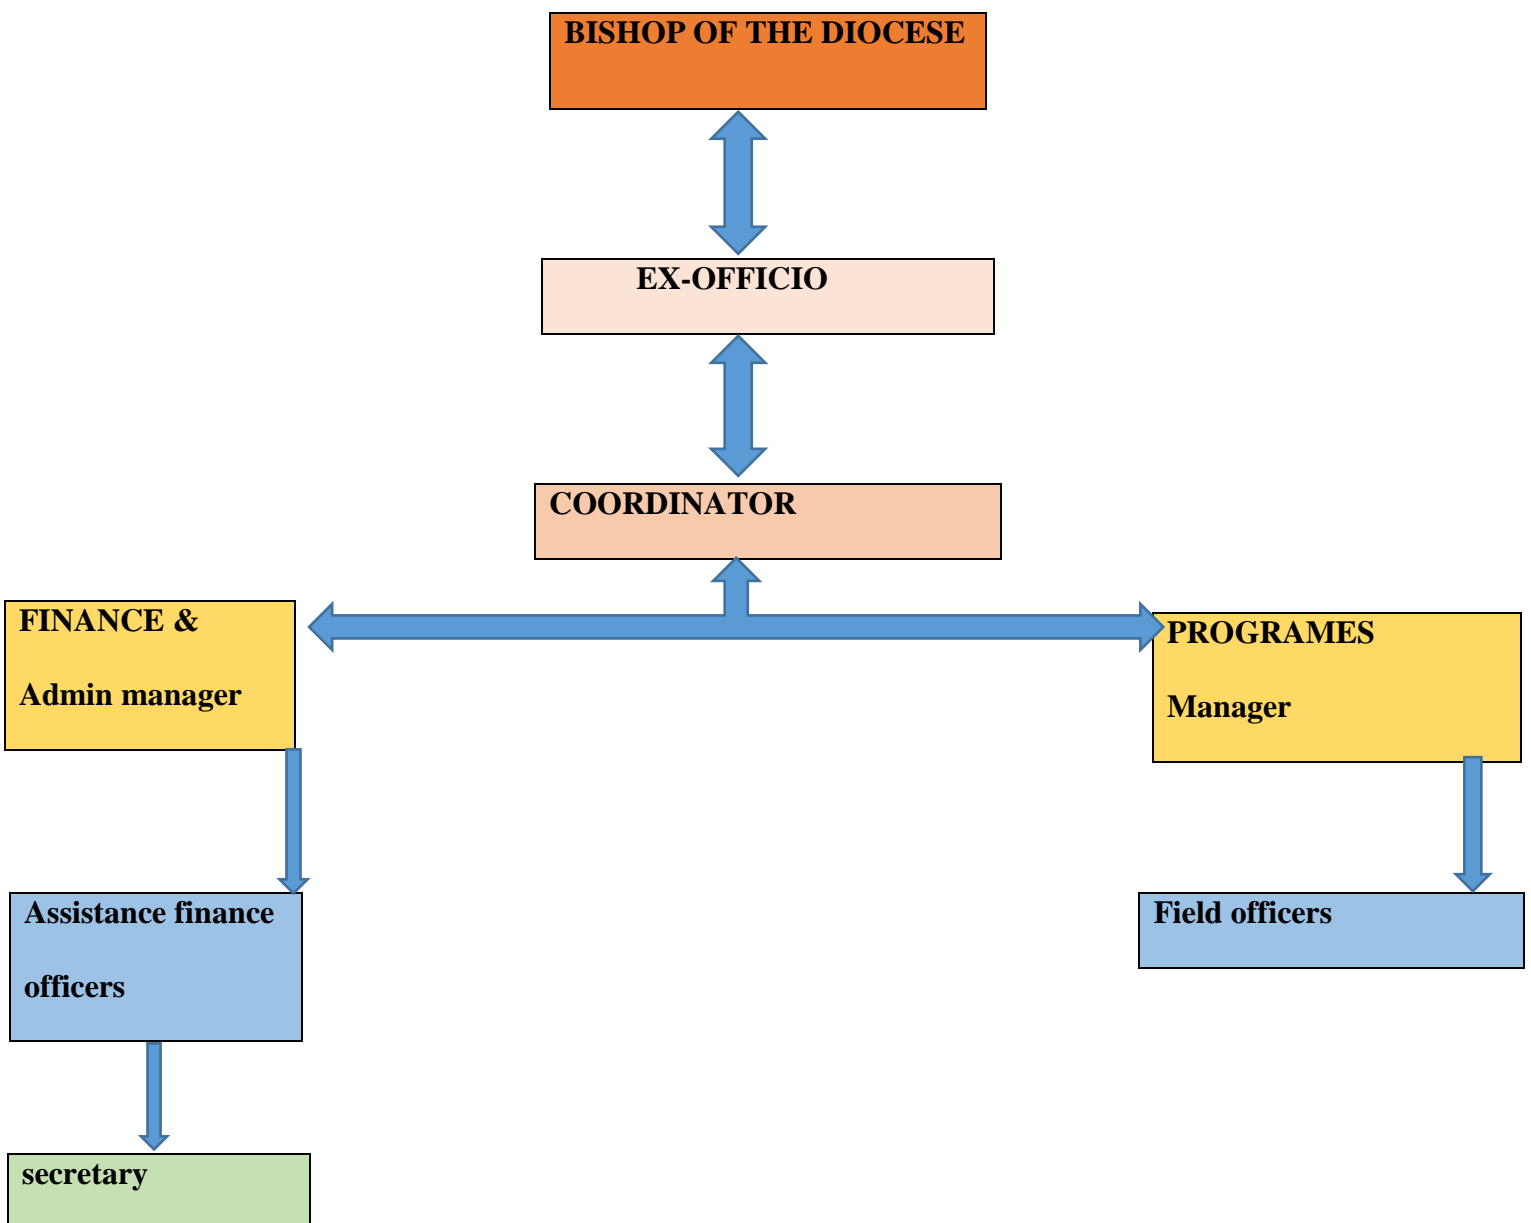 BISHOP OF THE DIOCESE
EX-OFFICIO
COORDINATOR
FINANCE &
Admin manager
PROGRAMES
Manager
Assistance finance
officers
Field officers
secretary